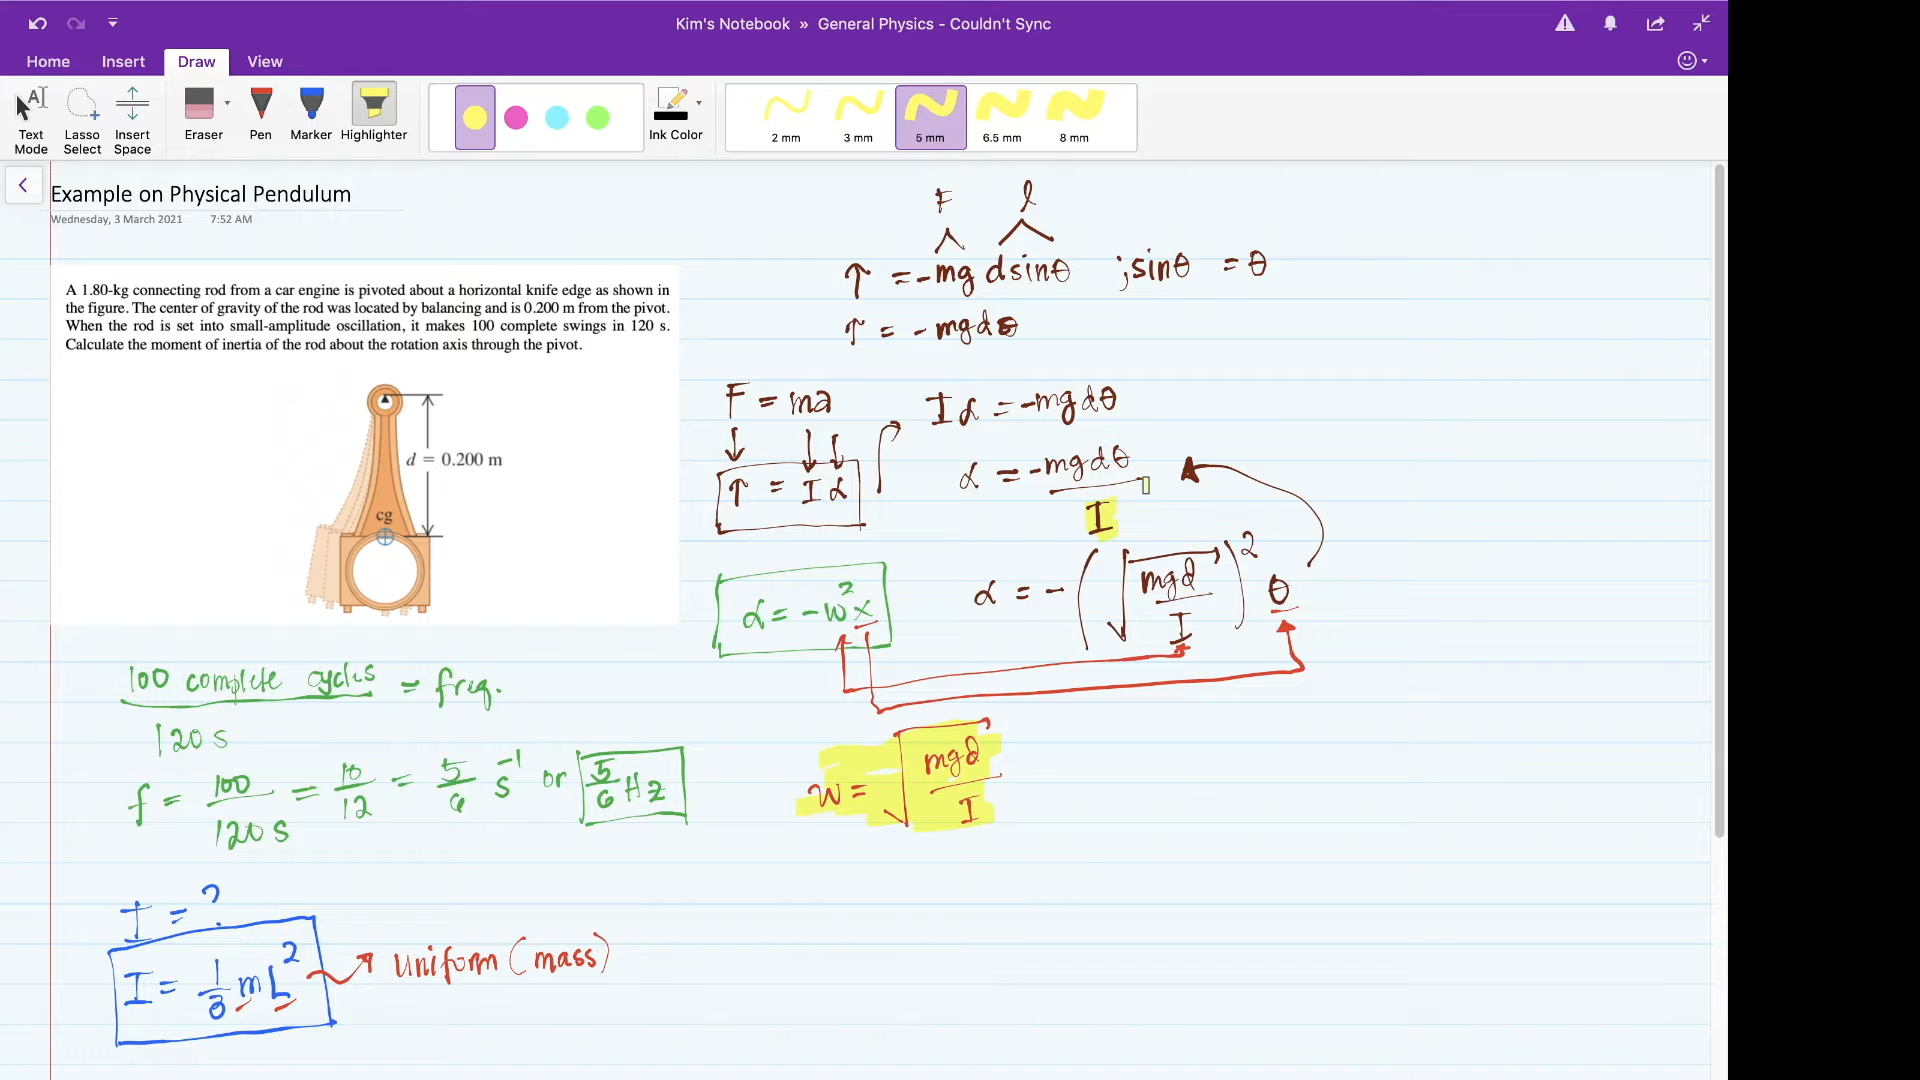 Kim's Notebook » General Physics - Couldn't Sync
Home Insert Draw View
Text Mode
Lasso Select
Insert Space
Eraser
Pen
Marker
Highlighter
Ink Color
2 mm
3 mm
5 mm
6.5 mm
8 mm
Example on Physical Pendulum
Wednesday, 3 March 2021 7:52 AM
A 1.80-kg connecting rod from a car engine is pivoted about a horizontal knife edge as shown in
the figure. The center of gravity of the rod was located by balancing and is 0.200 m from the pivot.
When the rod is set into small-amplitude oscillation, it makes 100 complete swings in 120 s.
Calculate the moment of inertia of the rod about the rotation axis through the pivot.
d = 0.200 m
cg
100 complete cycles = freq.
120 s
f = 100/120 s = 10/12 = 5/6 s⁻¹ or 5/6 Hz
I = ?
I = 1/3 mL² → uniform (mass)
F l
τ = -mg dsinθ ; sinθ = θ
τ = -mgdθ
F = ma
τ = Iα
Iα = -mgdθ
α = -mgdθ/I
α = -ω²x
α = -(√(mgd/I))² θ
ω = √(mgd/I)